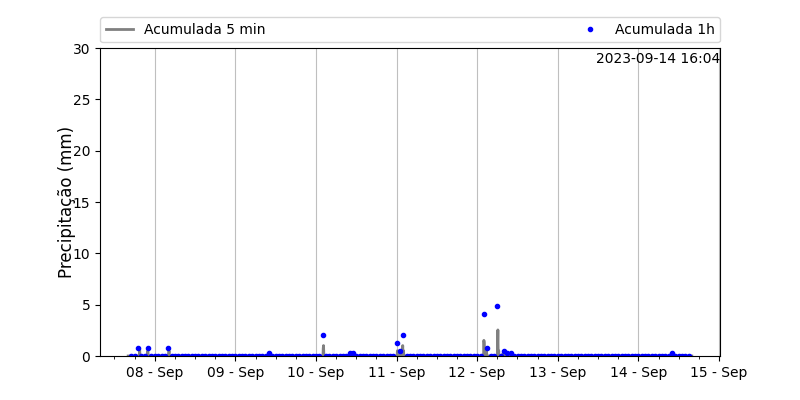 Acumulada 5 min
Acumulada 1h
2023-09-14 16:04
Precipitação (mm)
30
25
20
15
10
5
0
08 - Sep
09 - Sep
10 - Sep
11 - Sep
12 - Sep
13 - Sep
14 - Sep
15 - Sep